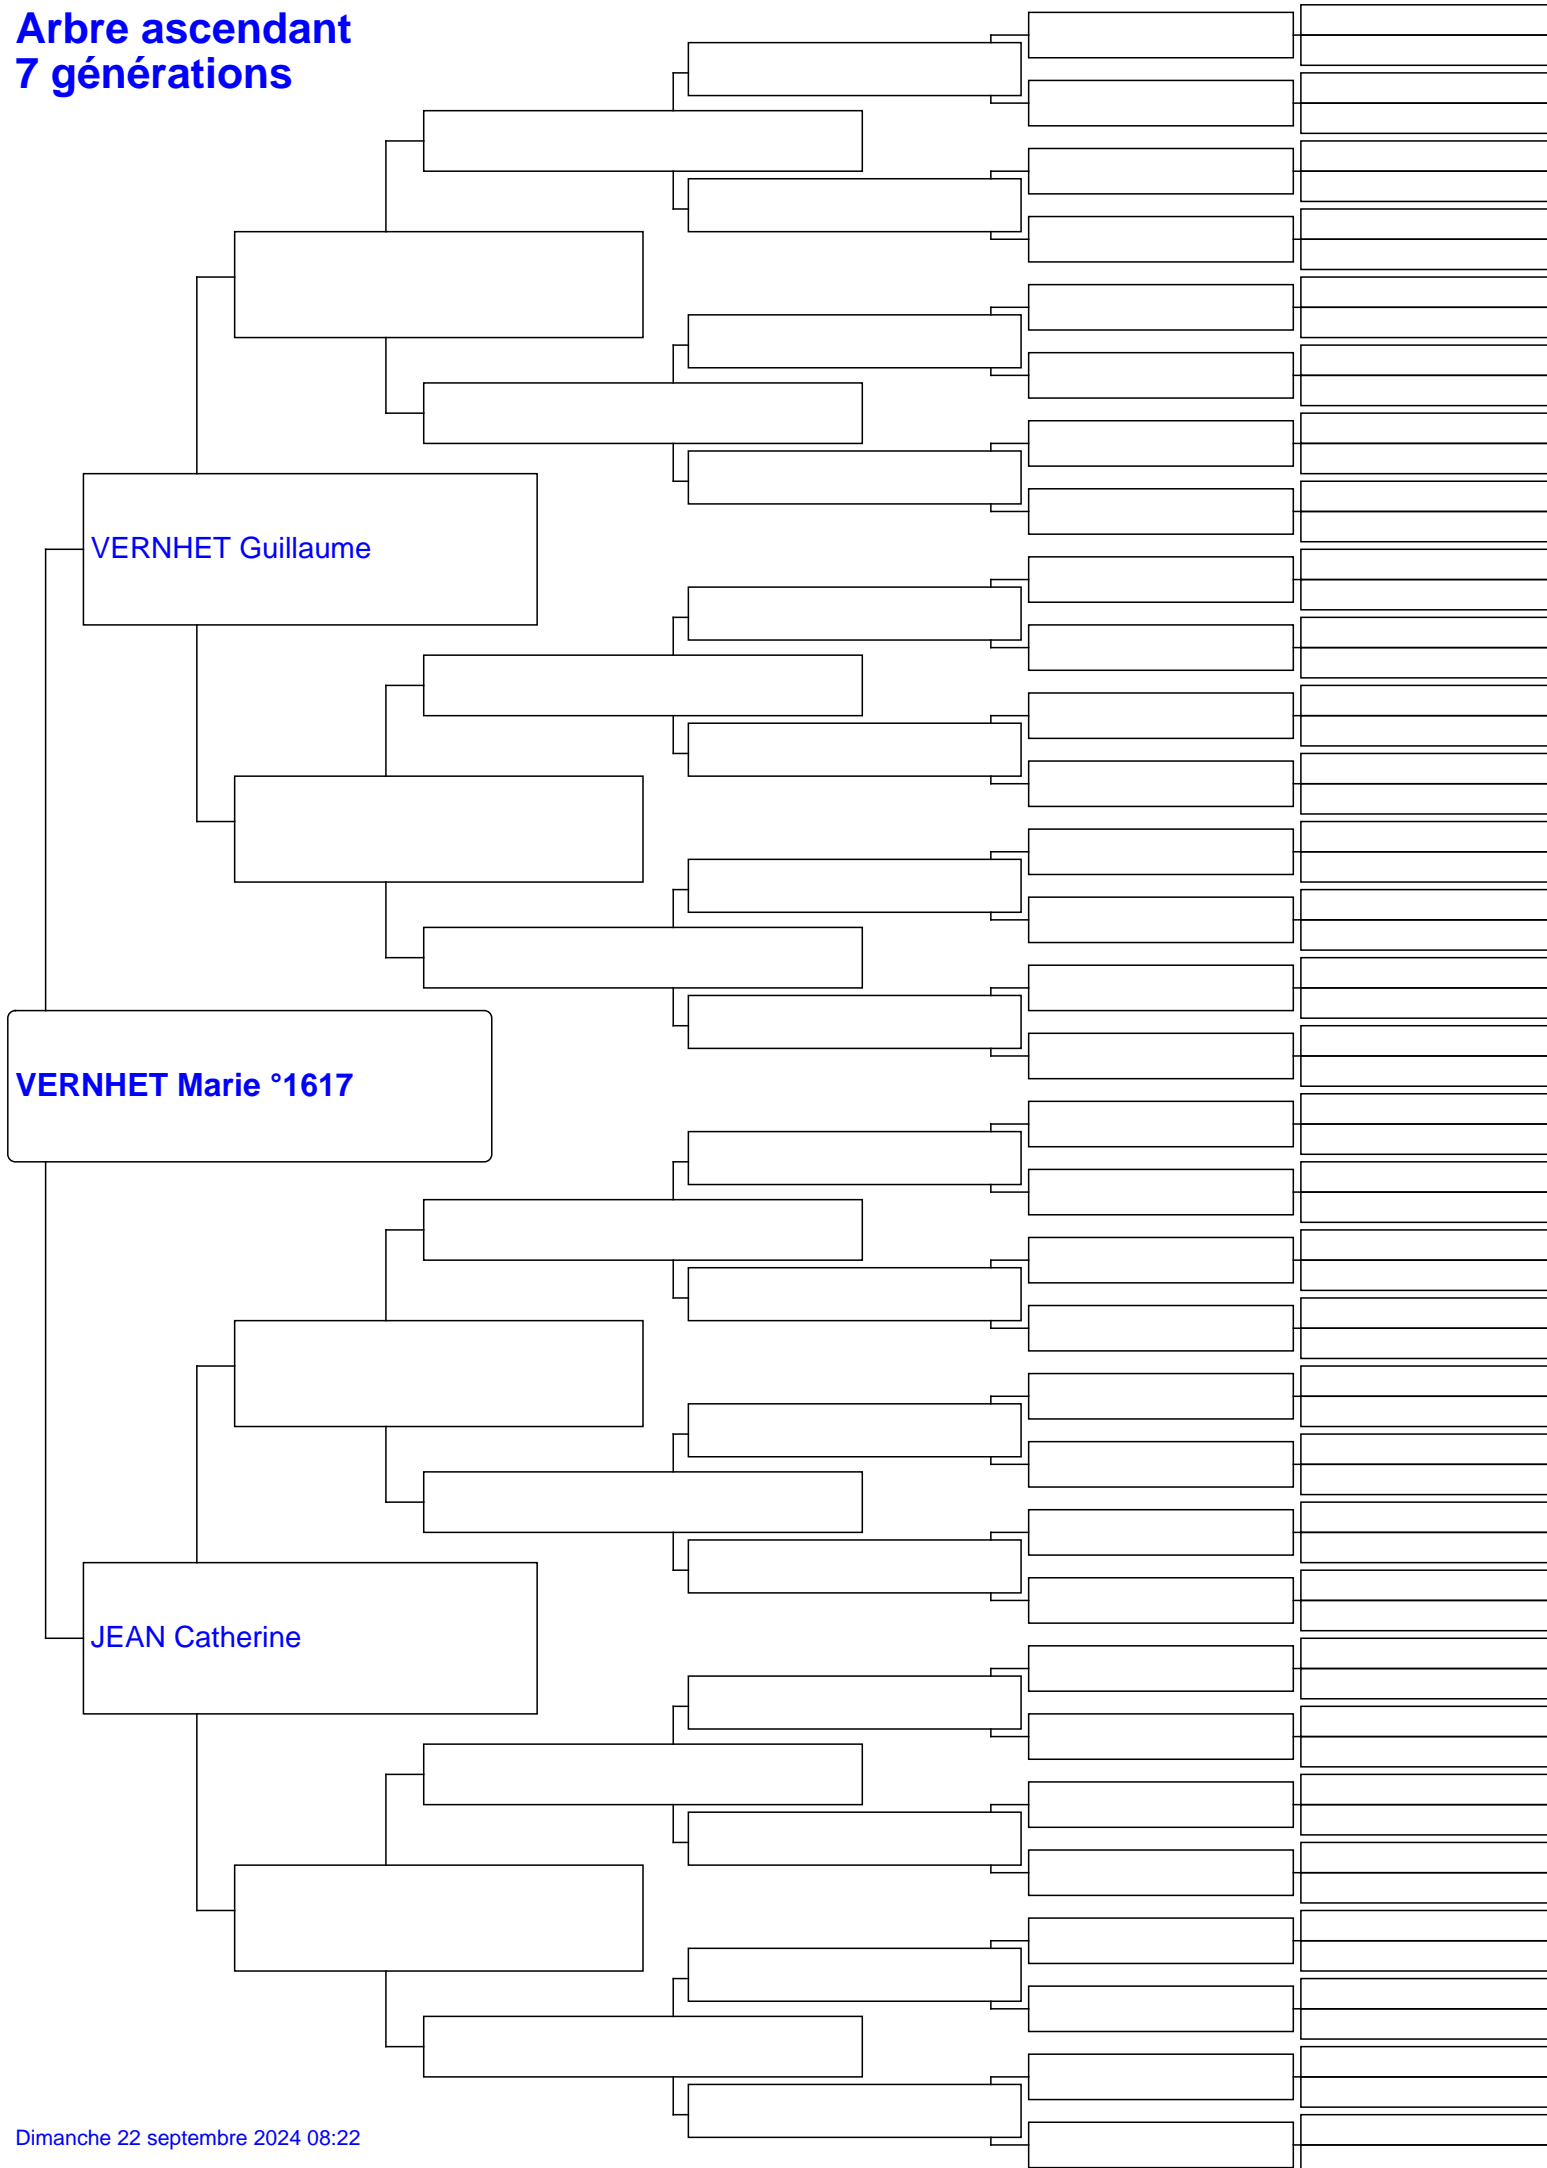 Arbre ascendant
7 générations
VERNHET Guillaume
VERNHET Marie °1617
JEAN Catherine
Dimanche 22 septembre 2024 08:22